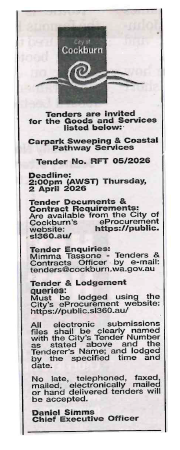 City of
Cockburn
Tenders are invited
for the Goods and Services
listed below:
Carpark Sweeping & Coastal
Pathway Services
Tender No. RFT 05/2026
Deadline:
2:00pm (AWST) Thursday,
2 April 2026
Tender Documents &
Contract Requirements:
Are available from the City of
Cockburn's eProcurement
website: https://public.
sl360.au/
Tender Enquiries:
Mimma Tassone - Tenders &
Contracts Officer by e-mail:
tenders@cockburn.wa.gov.au
Tender & Lodgement
queries:
Must be lodged using the
City's eProcurement website:
https://public.sl360.au/
All electronic submissions
files shall be clearly named
with the City's Tender Number
as stated above and the
Tenderer's Name; and lodged
by the specified time and
date.
No late, telephoned, faxed,
mailed, electronically mailed
or hand delivered tenders will
be accepted.
Daniel Simms
Chief Executive Officer